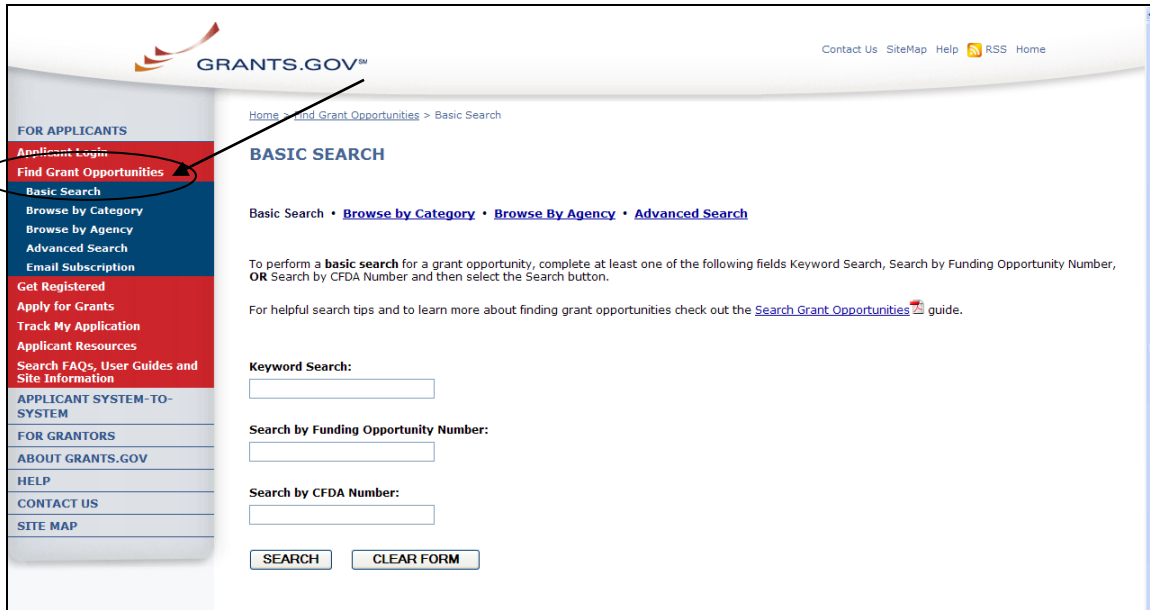 GRANTS.GOV℠
Contact Us SiteMap Help RSS Home
FOR APPLICANTS
Applicant Login
Find Grant Opportunities
Basic Search
Browse by Category
Browse by Agency
Advanced Search
Email Subscription
Get Registered
Apply for Grants
Track My Application
Applicant Resources
Search FAQs, User Guides and
Site Information
APPLICANT SYSTEM-TO-
SYSTEM
FOR GRANTORS
ABOUT GRANTS.GOV
HELP
CONTACT US
SITE MAP
Home > Find Grant Opportunities > Basic Search
BASIC SEARCH
Basic Search • Browse by Category • Browse By Agency • Advanced Search
To perform a basic search for a grant opportunity, complete at least one of the following fields Keyword Search, Search by Funding Opportunity Number,
OR Search by CFDA Number and then select the Search button.
For helpful search tips and to learn more about finding grant opportunities check out the Search Grant Opportunities guide.
Keyword Search:
Search by Funding Opportunity Number:
Search by CFDA Number:
SEARCH CLEAR FORM